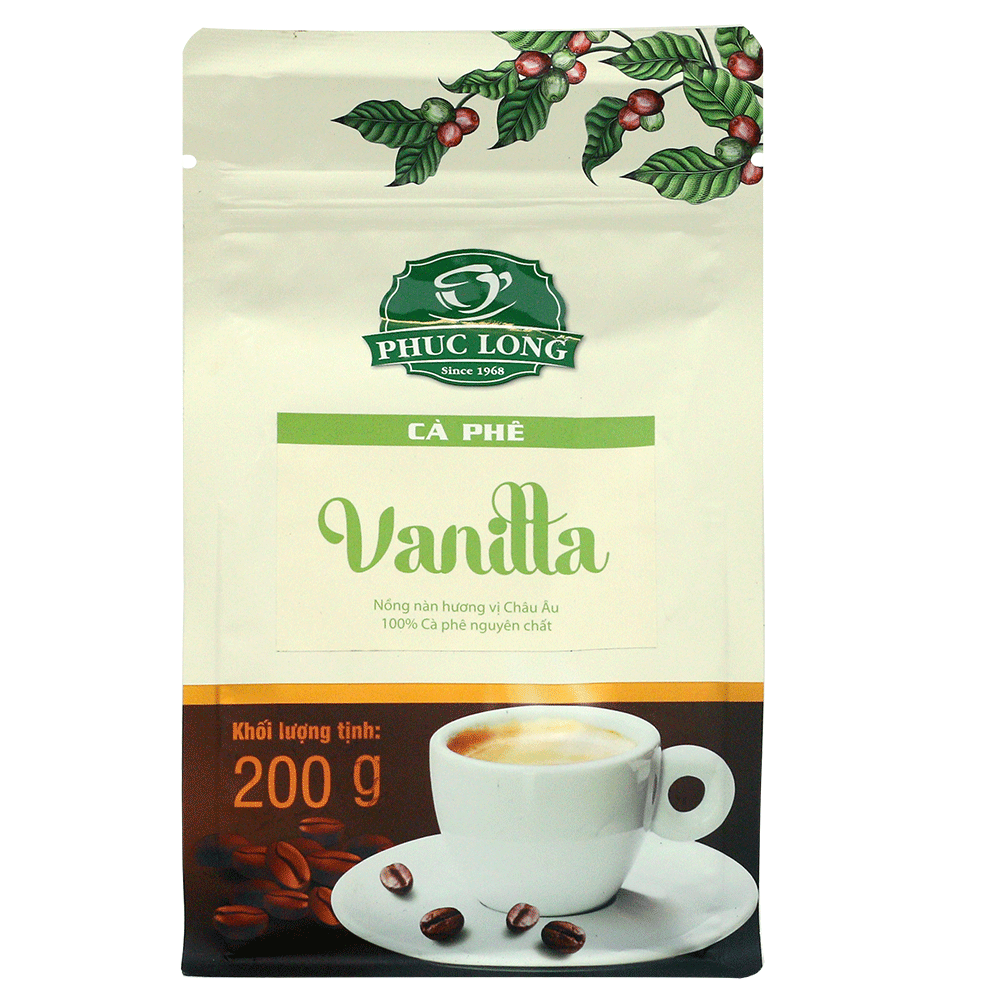 PHUC LONG
Since 1968
CÀ PHÊ
Vanilla
Nồng nàn hương vị Châu Âu
100% Cà phê nguyên chất
Khối lượng tịnh:
200 g